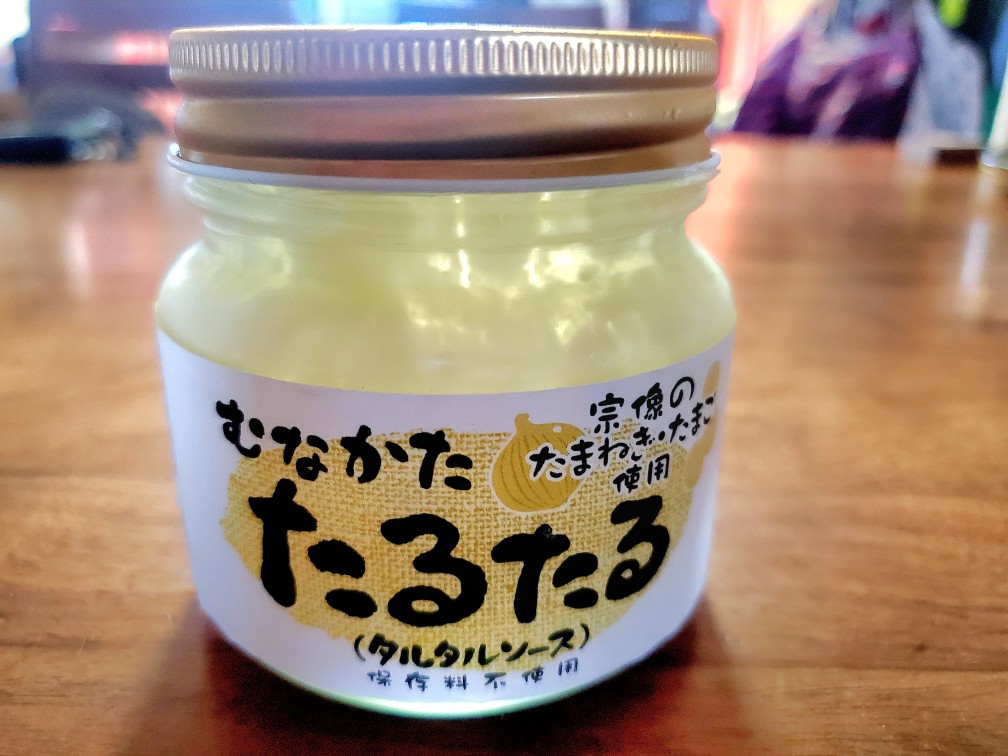 むなかた
宗像の
たまねぎ・たまご
使用
たるたる
(タルタルソース)
保存料不使用